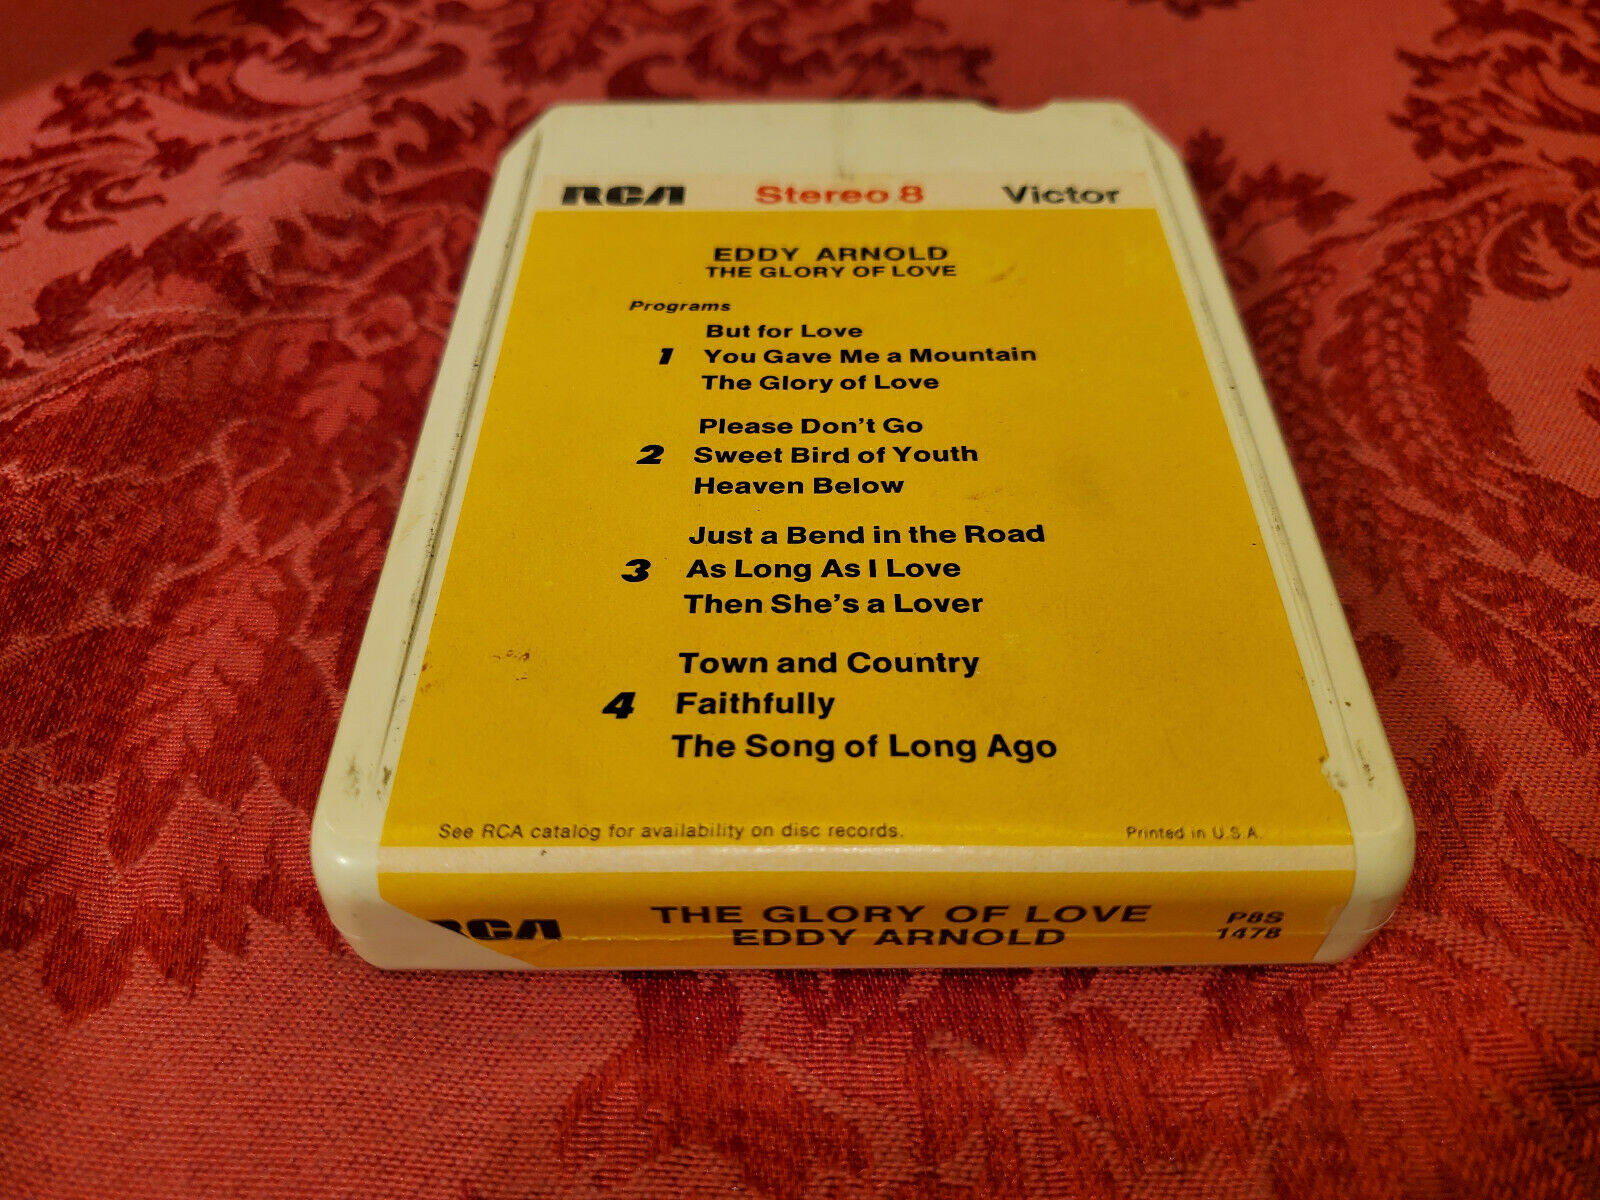 RCA Stereo 8 Victor
EDDY ARNOLD
THE GLORY OF LOVE
Programs
But for Love
1 You Gave Me a Mountain
The Glory of Love
Please Don't Go
2 Sweet Bird of Youth
Heaven Below
Just a Bend in the Road
3 As Long As I Love
Then She's a Lover
Town and Country
4 Faithfully
The Song of Long Ago
See RCA catalog for availability on disc records. Printed in U.S.A.
RCA THE GLORY OF LOVE P8S
EDDY ARNOLD 1478